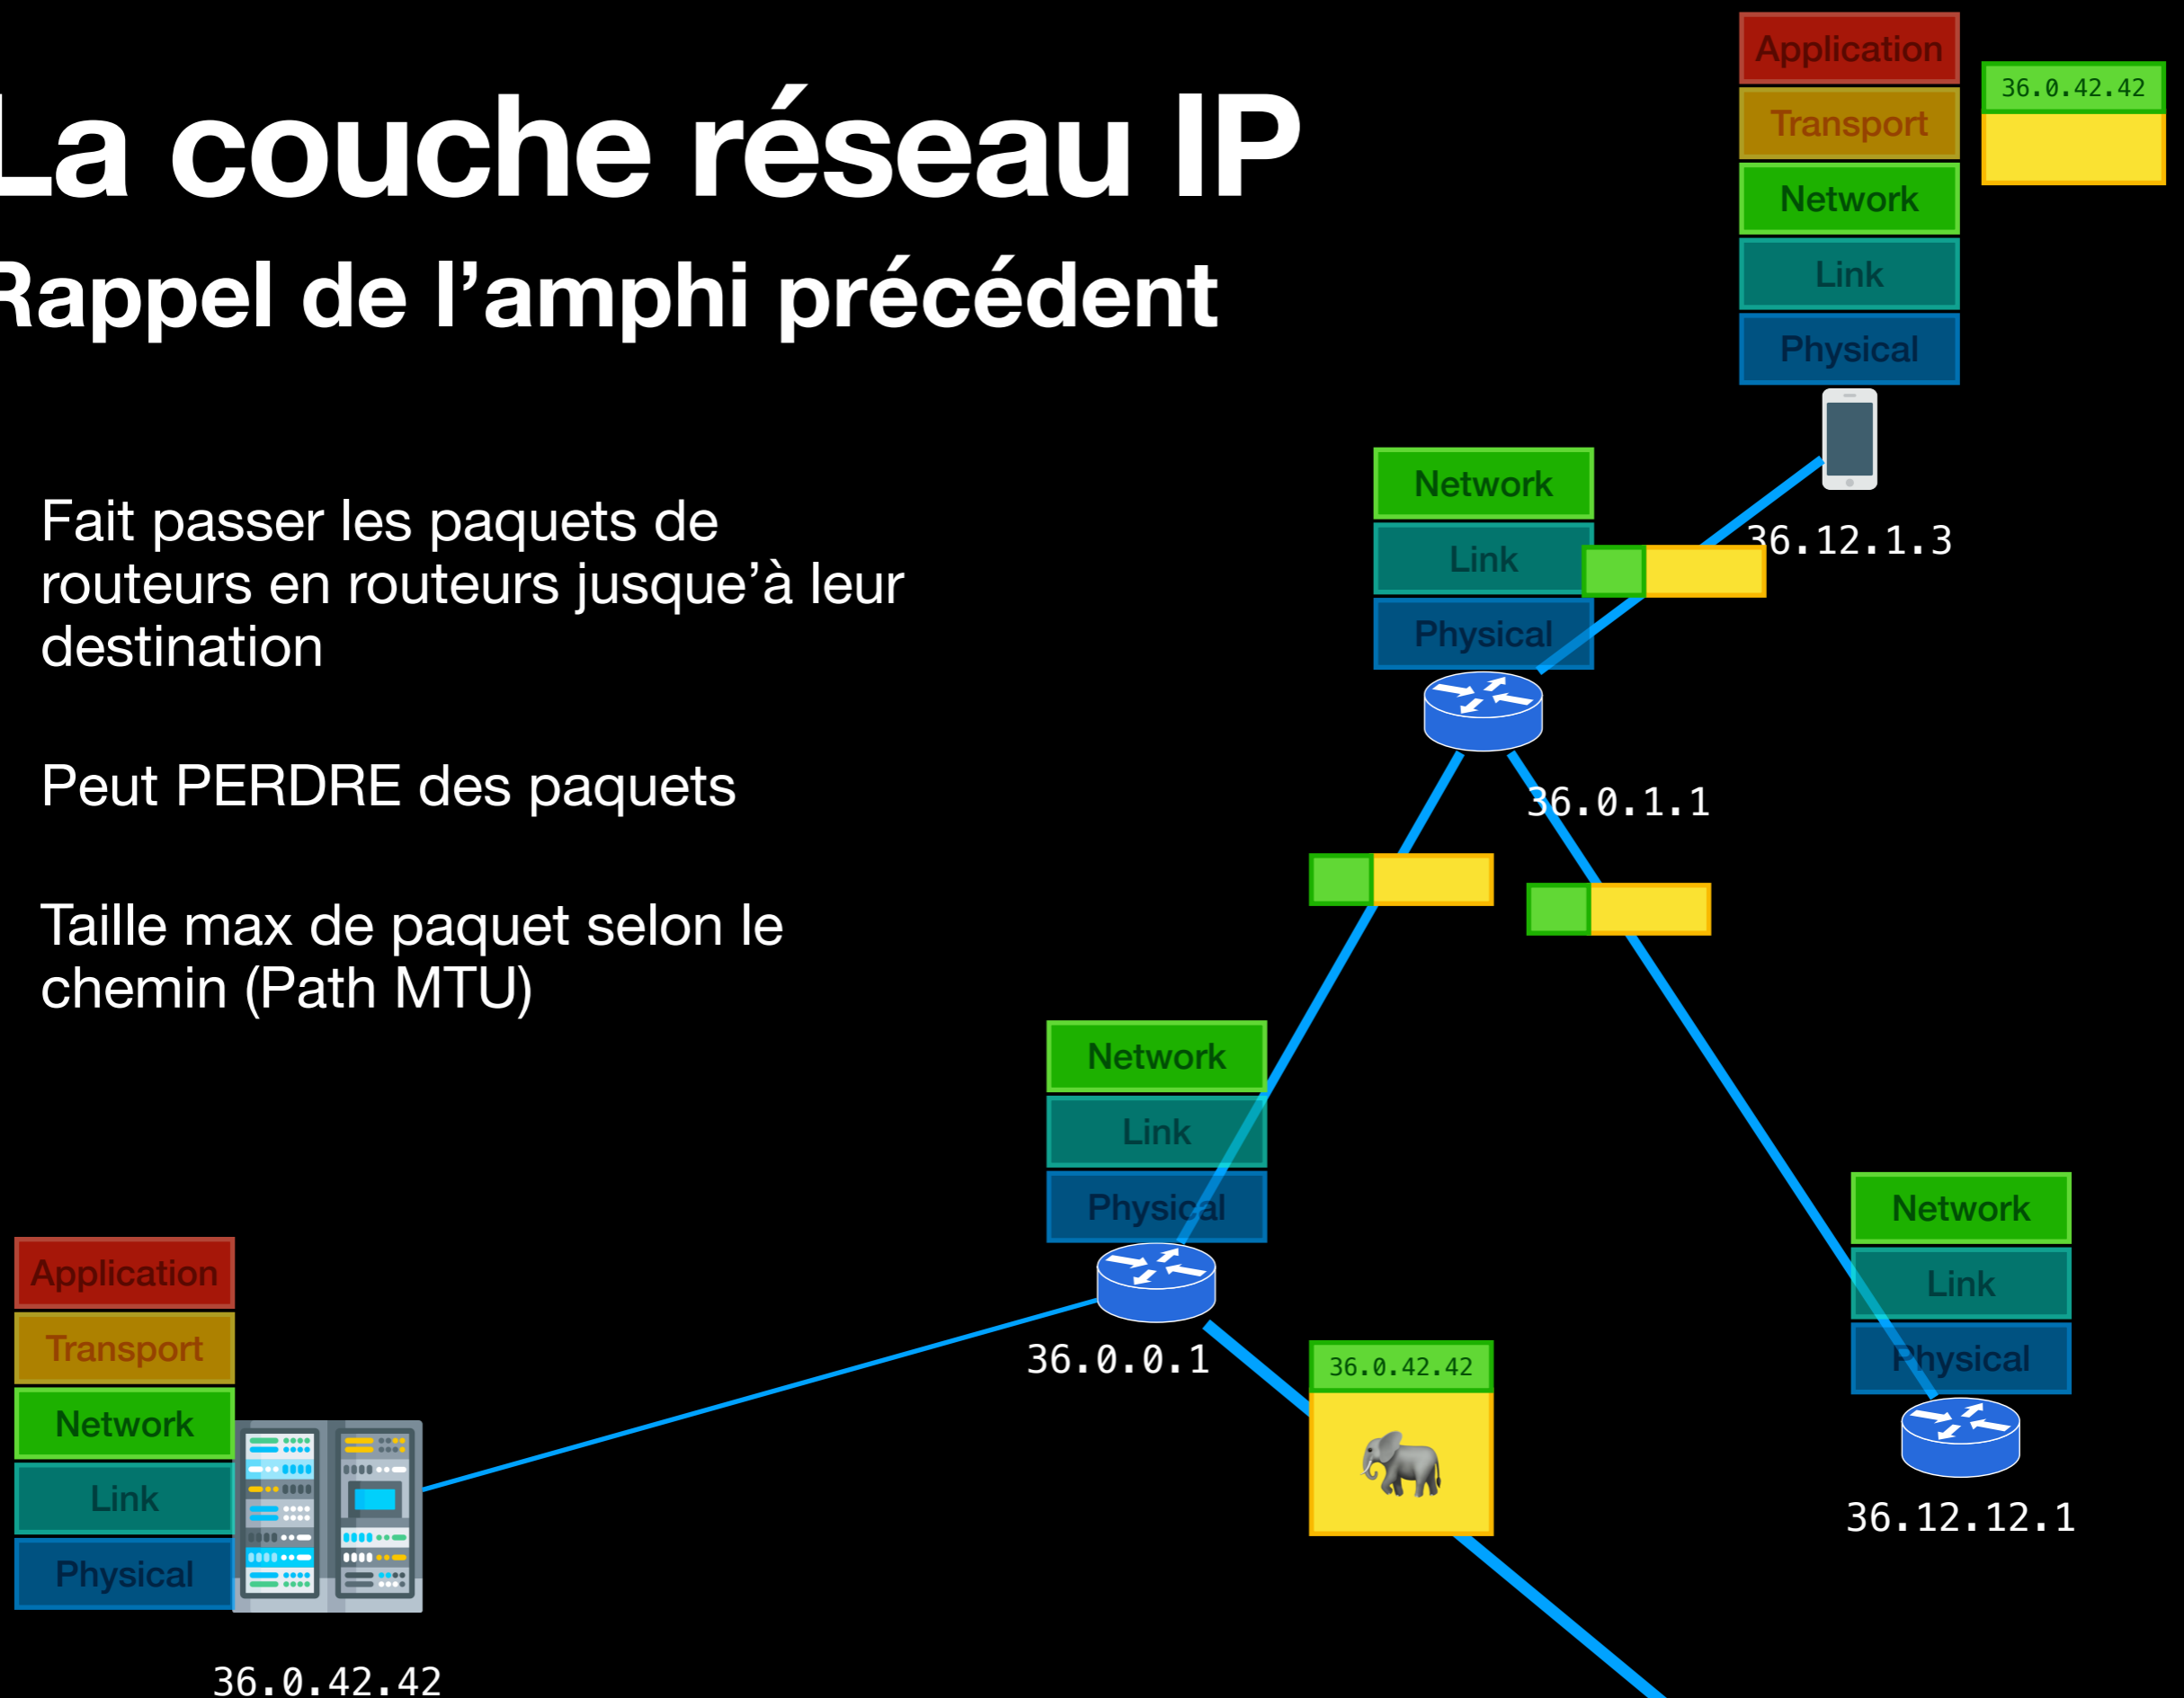 La couche réseau IP
Rappel de l’amphi précédent
Fait passer les paquets de
routeurs en routeurs jusque’à leur
destination
Peut PERDRE des paquets
Taille max de paquet selon le
chemin (Path MTU)
Application
Transport
Network
Link
Physical
36.0.42.42
36.12.1.3
Network
Link
Physical
36.0.1.1
Network
Link
Physical
36.0.0.1
36.0.42.42
Network
Link
Physical
36.12.12.1
Application
Transport
Network
Link
Physical
36.0.42.42